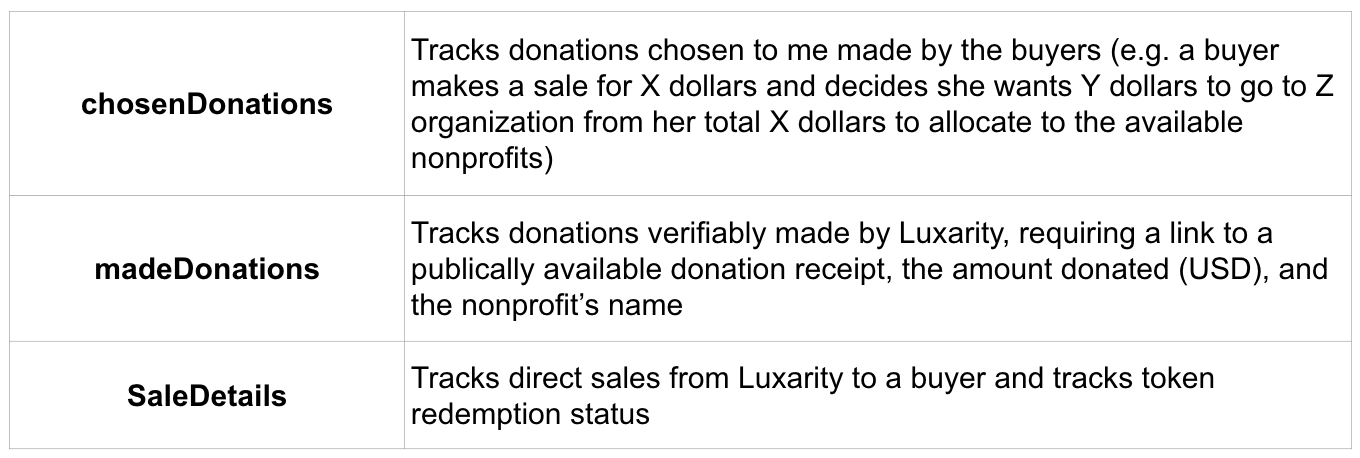 chosenDonations
Tracks donations chosen to me made by the buyers (e.g. a buyer
makes a sale for X dollars and decides she wants Y dollars to go to Z
organization from her total X dollars to allocate to the available
nonprofits)
madeDonations
Tracks donations verifiably made by Luxarity, requiring a link to a
publically available donation receipt, the amount donated (USD), and
the nonprofit’s name
SaleDetails
Tracks direct sales from Luxarity to a buyer and tracks token
redemption status